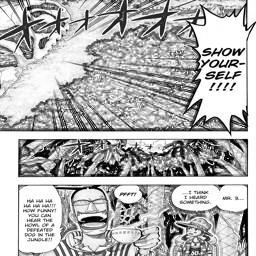 SHOW
YOUR-
SELF
!!!!
MR. 3...
...I THINK
I HEARD
SOMETHING.
PFFT!
HA HA HA
HA HA HA!!!
HOW FUNNY!
YOU CAN
HEAR THE
HOWL OF A
DEFEATED
DOG IN THE
JUNGLE!!